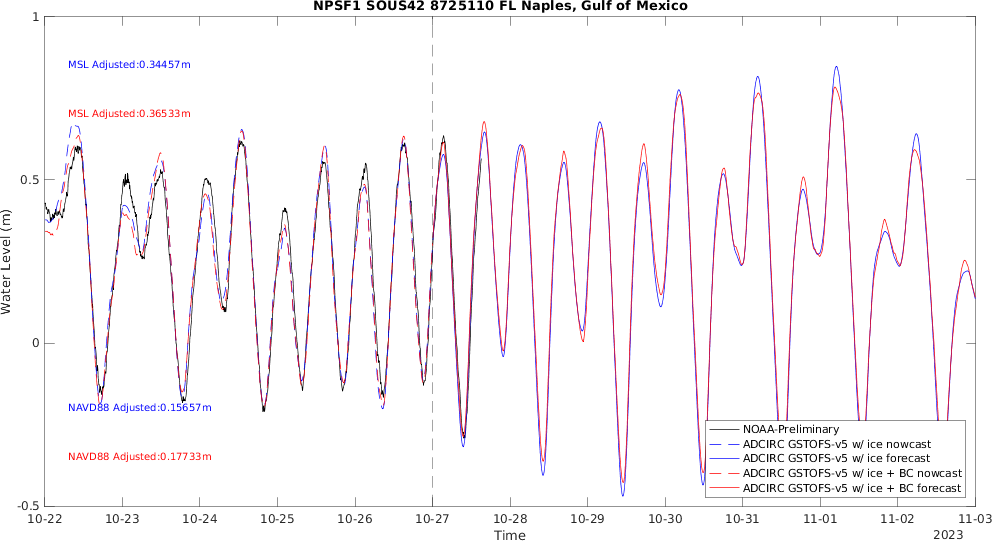 NPSF1 SOUS42 8725110 FL Naples, Gulf of Mexico
1
MSL Adjusted:0.34457m
MSL Adjusted:0.36533m
0.5
Water Level (m)
0
NAVD88 Adjusted:0.15657m
NAVD88 Adjusted:0.17733m
NOAA-Preliminary
ADCIRC GSTOFS-v5 w/ ice nowcast
ADCIRC GSTOFS-v5 w/ ice forecast
ADCIRC GSTOFS-v5 w/ ice + BC nowcast
ADCIRC GSTOFS-v5 w/ ice + BC forecast
-0.5
10-22 10-23 10-24 10-25 10-26 10-27 10-28 10-29 10-30 10-31 11-01 11-02 11-03
Time
2023